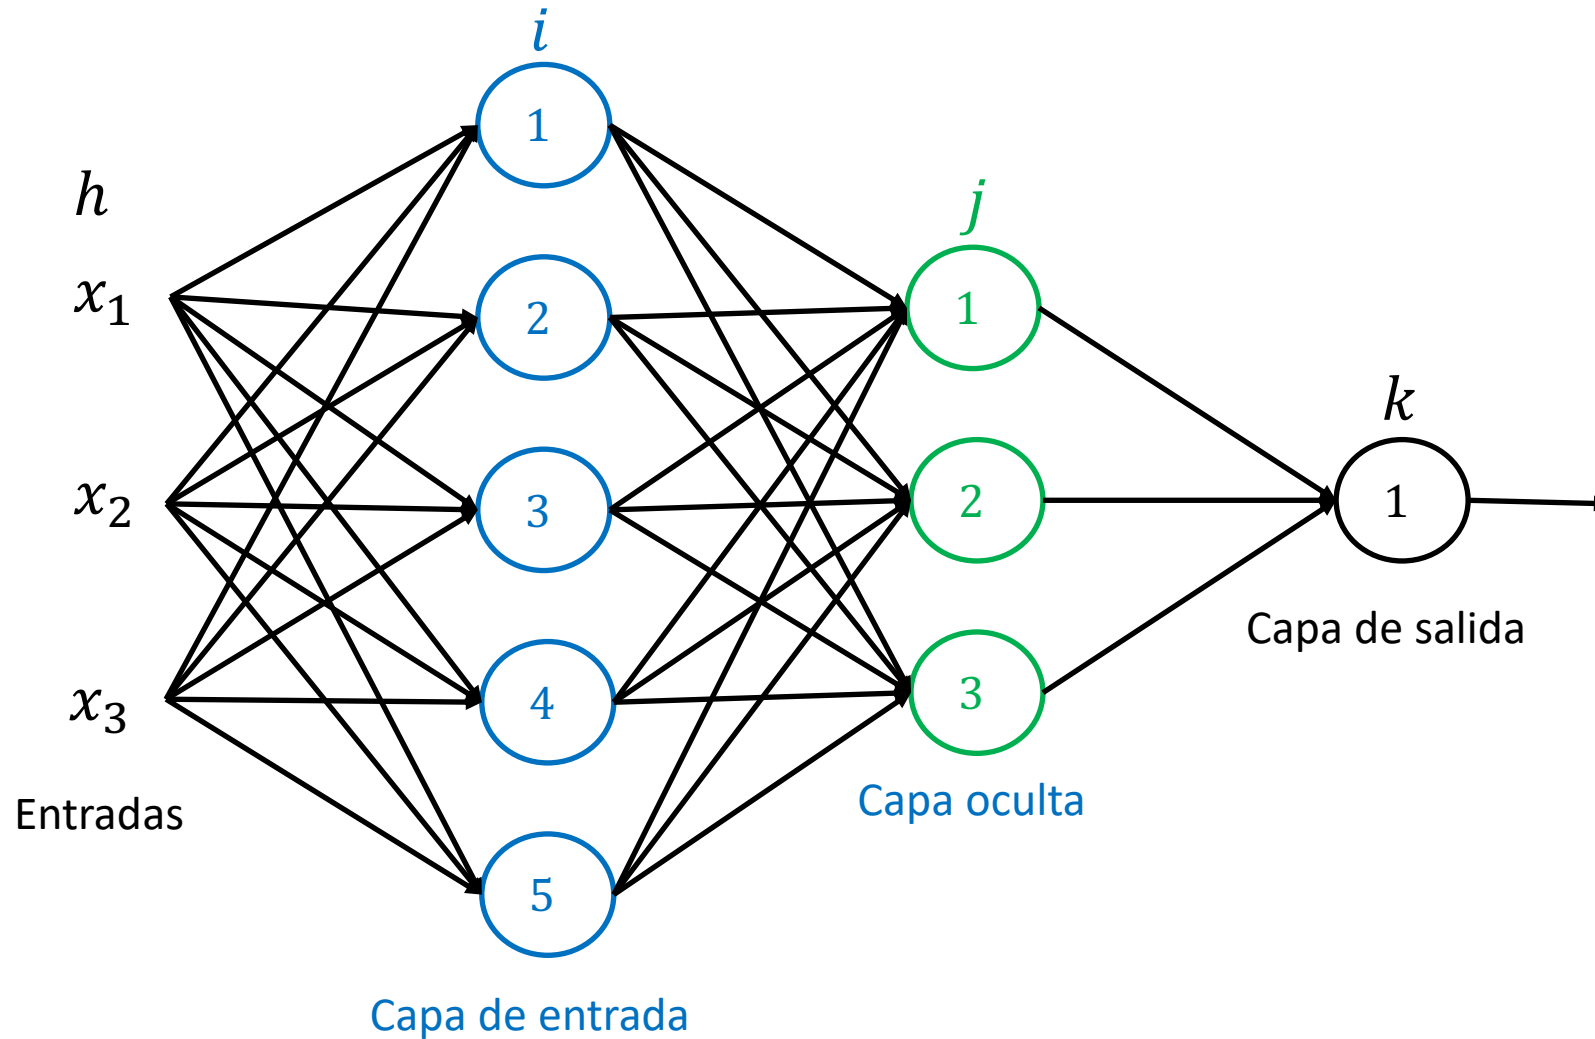 i
1
h
j
x₁
2
1
k
x₂
3
2
1
Capa de salida
x₃
4
3
Entradas
Capa oculta
5
Capa de entrada